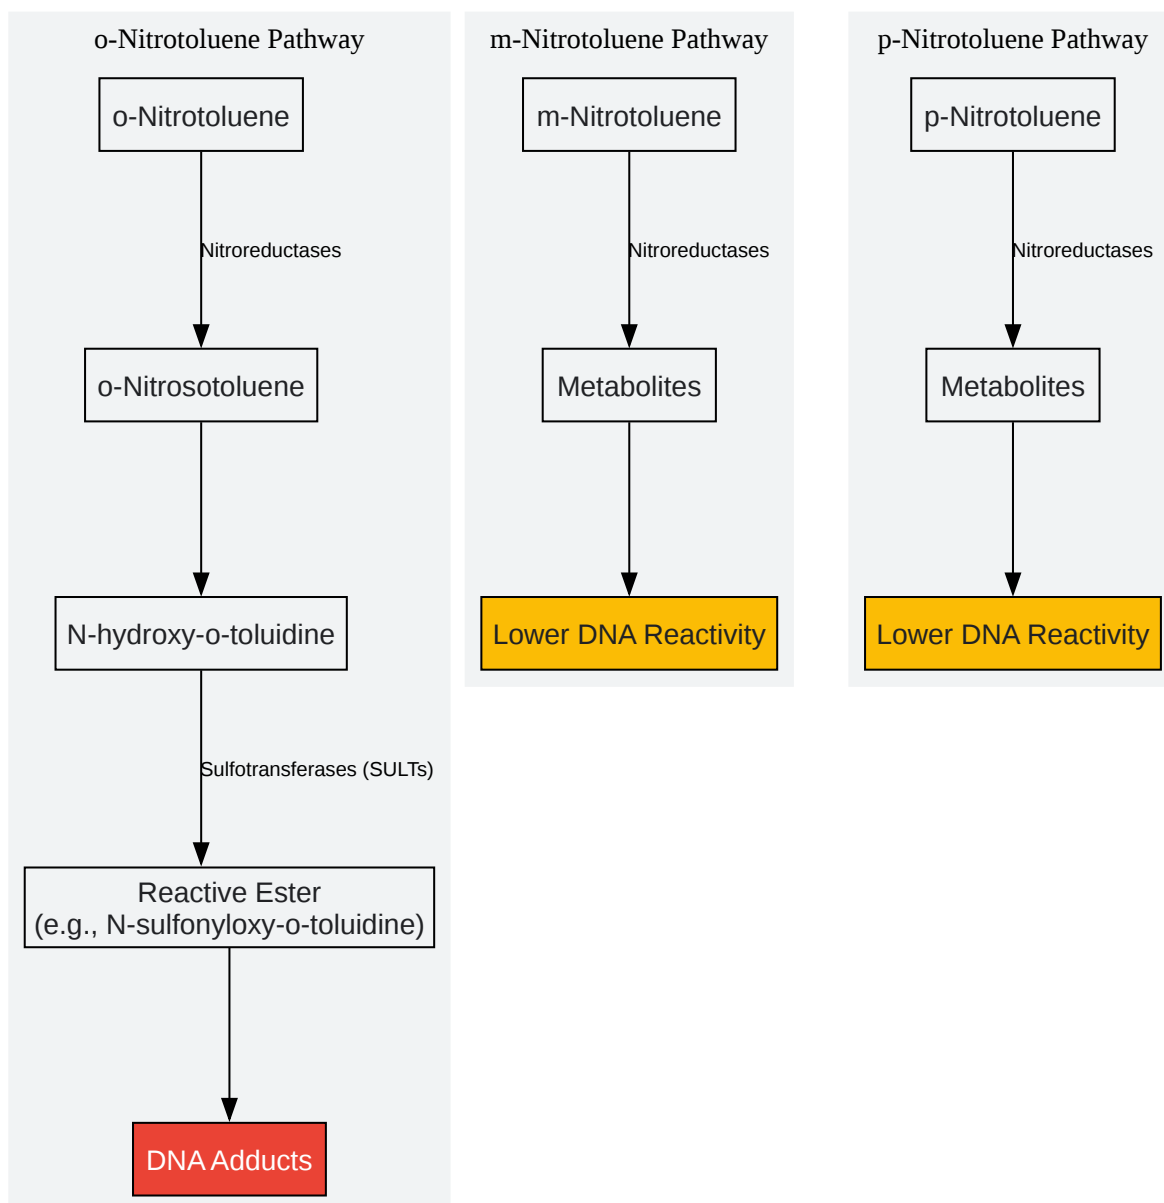 o-Nitrotoluene Pathway
o-Nitrotoluene
Nitroreductases
o-Nitrosotoluene
N-hydroxy-o-toluidine
Sulfotransferases (SULTs)
Reactive Ester
(e.g., N-sulfonyloxy-o-toluidine)
DNA Adducts
m-Nitrotoluene Pathway
m-Nitrotoluene
Nitroreductases
Metabolites
Lower DNA Reactivity
p-Nitrotoluene Pathway
p-Nitrotoluene
Nitroreductases
Metabolites
Lower DNA Reactivity